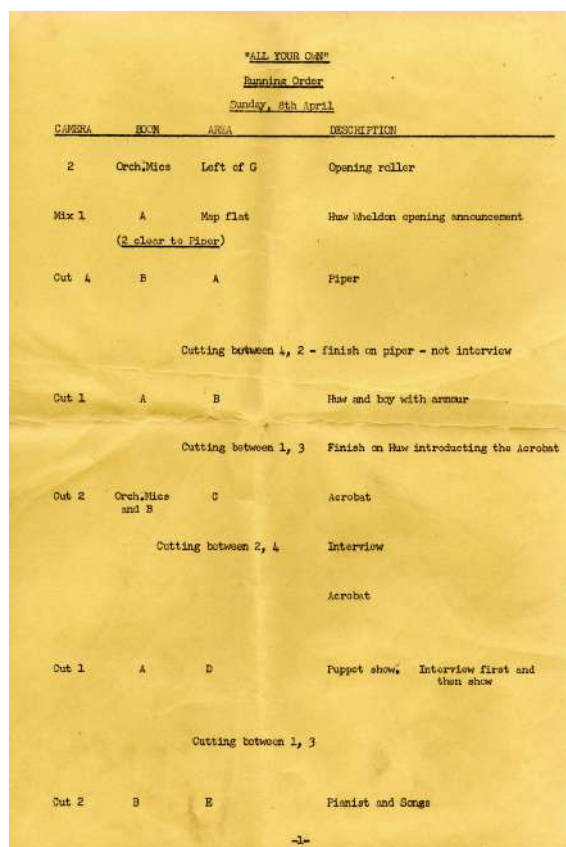 "ALL YOUR OWN"
Running Order
Sunday, 8th April
CAMERA BOOM AREA DESCRIPTION
2 Orch.Mics Left of G Opening roller
Mix 1 A Map flat Huw Wheldon opening announcement
(2 clear to Piper)
Cut 4 B A Piper
Cutting between 4, 2 - finish on piper - not interview
Cut 1 A B Huw and boy with armour
Cutting between 1, 3 Finish on Huw introducting the Acrobat
Cut 2 Orch.Mics C Acrobat
and B
Cutting between 2, 4 Interview
Acrobat
Cut 1 A D Puppet show. Interview first and
then show
Cutting between 1, 3
Cut 2 B E Pianist and Songs
-1-